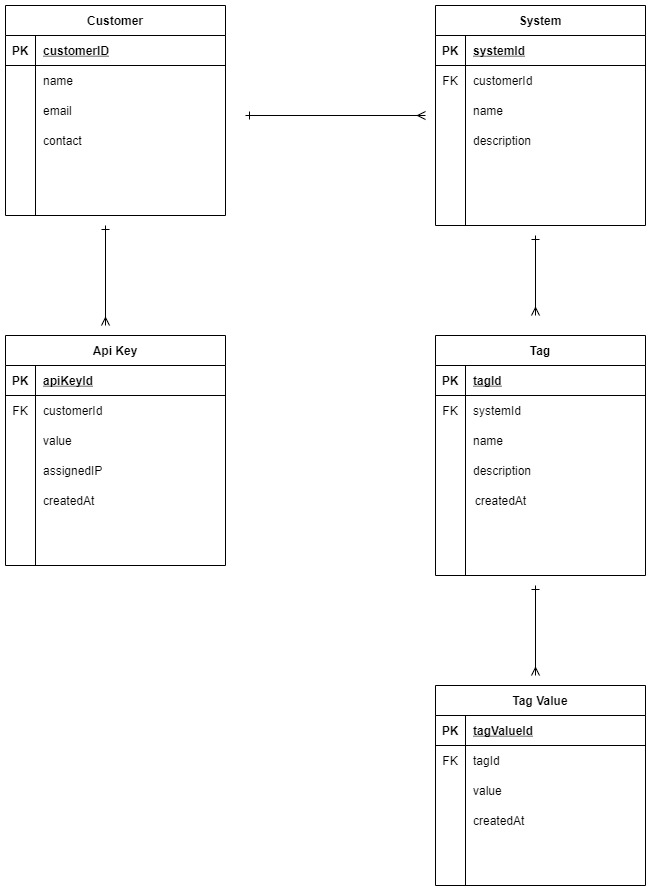 Customer
PK customerID
name
email
contact
System
PK systemId
FK customerId
name
description
Api Key
PK apiKeyId
FK customerId
value
assignedIP
createdAt
Tag
PK tagId
FK systemId
name
description
createdAt
Tag Value
PK tagValueId
FK tagId
value
createdAt